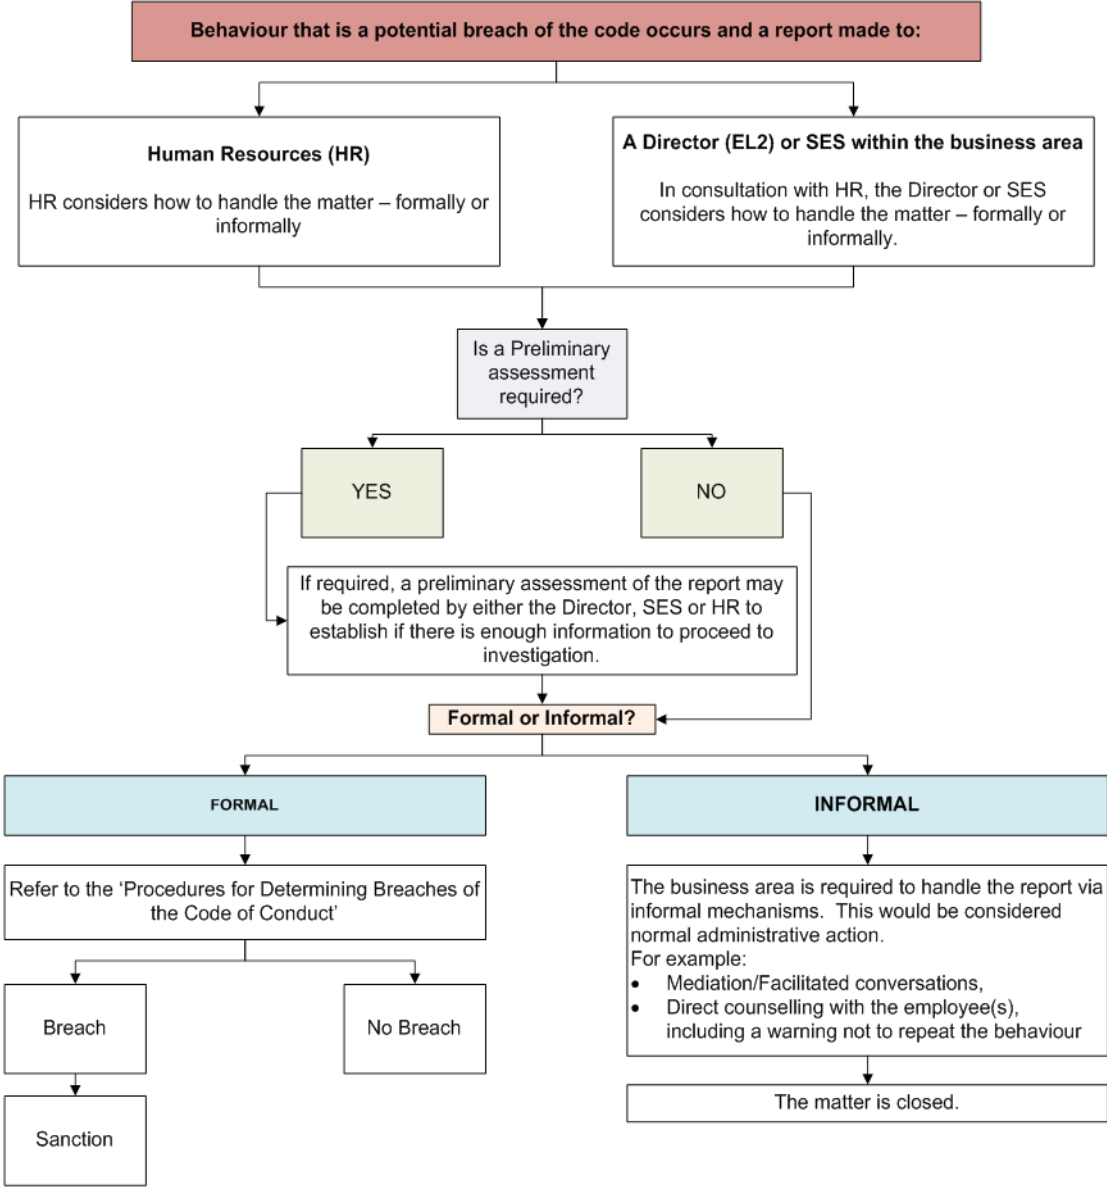 Behaviour that is a potential breach of the code occurs and a report made to:
Human Resources (HR)
HR considers how to handle the matter – formally or
informally
A Director (EL2) or SES within the business area
In consultation with HR, the Director or SES
considers how to handle the matter – formally or
informally.
Is a Preliminary
assessment
required?
YES
NO
If required, a preliminary assessment of the report may
be completed by either the Director, SES or HR to
establish if there is enough information to proceed to
investigation.
Formal or Informal?
FORMAL
INFORMAL
Refer to the ‘Procedures for Determining Breaches of
the Code of Conduct’
Breach
No Breach
Sanction
The business area is required to handle the report via
informal mechanisms.  This would be considered
normal administrative action.
For example:
• Mediation/Facilitated conversations,
• Direct counselling with the employee(s),
including a warning not to repeat the behaviour
The matter is closed.